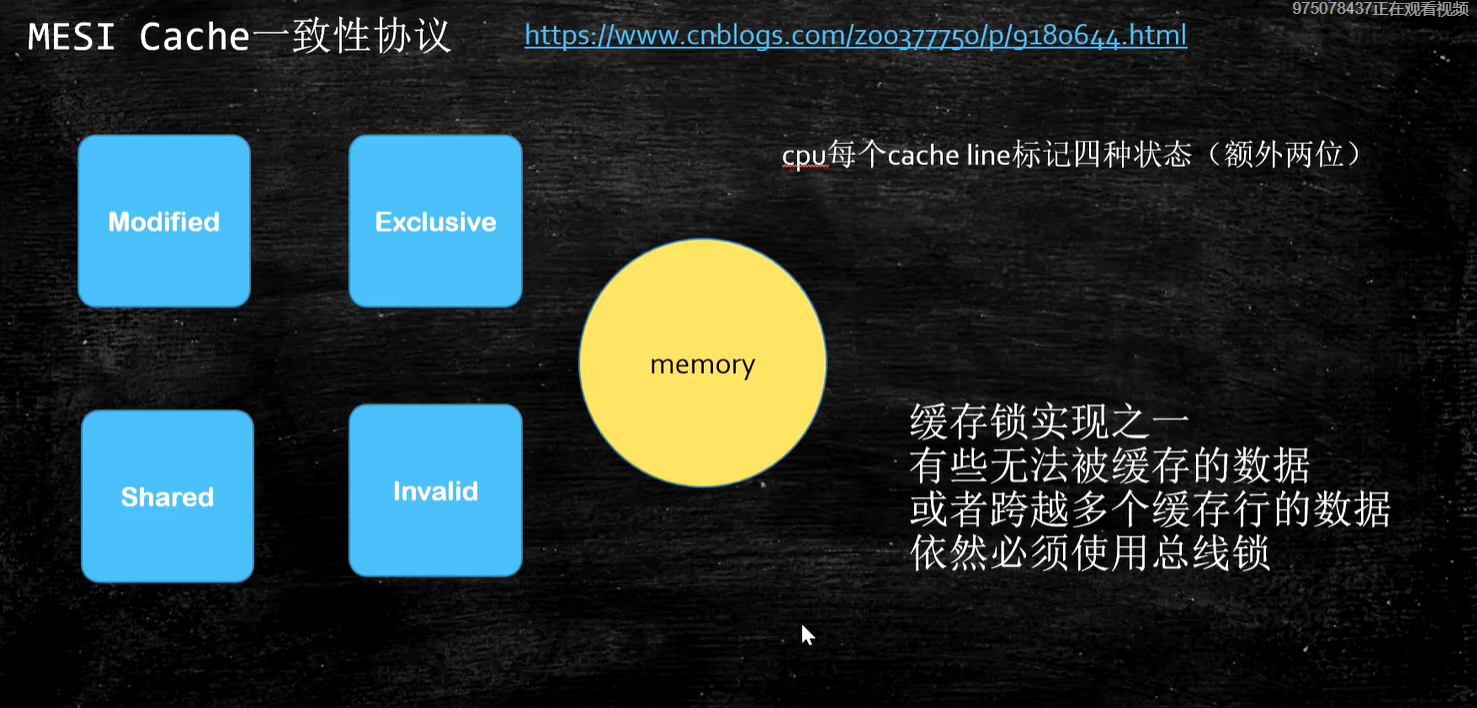 975078437正在观看视频
MESI Cache一致性协议
https://www.cnblogs.com/z00377750/p/9180644.html
cpu每个cache line标记四种状态（额外两位）
Modified
Exclusive
memory
Shared
Invalid
缓存锁实现之一
有些无法被缓存的数据
或者跨越多个缓存行的数据
依然必须使用总线锁